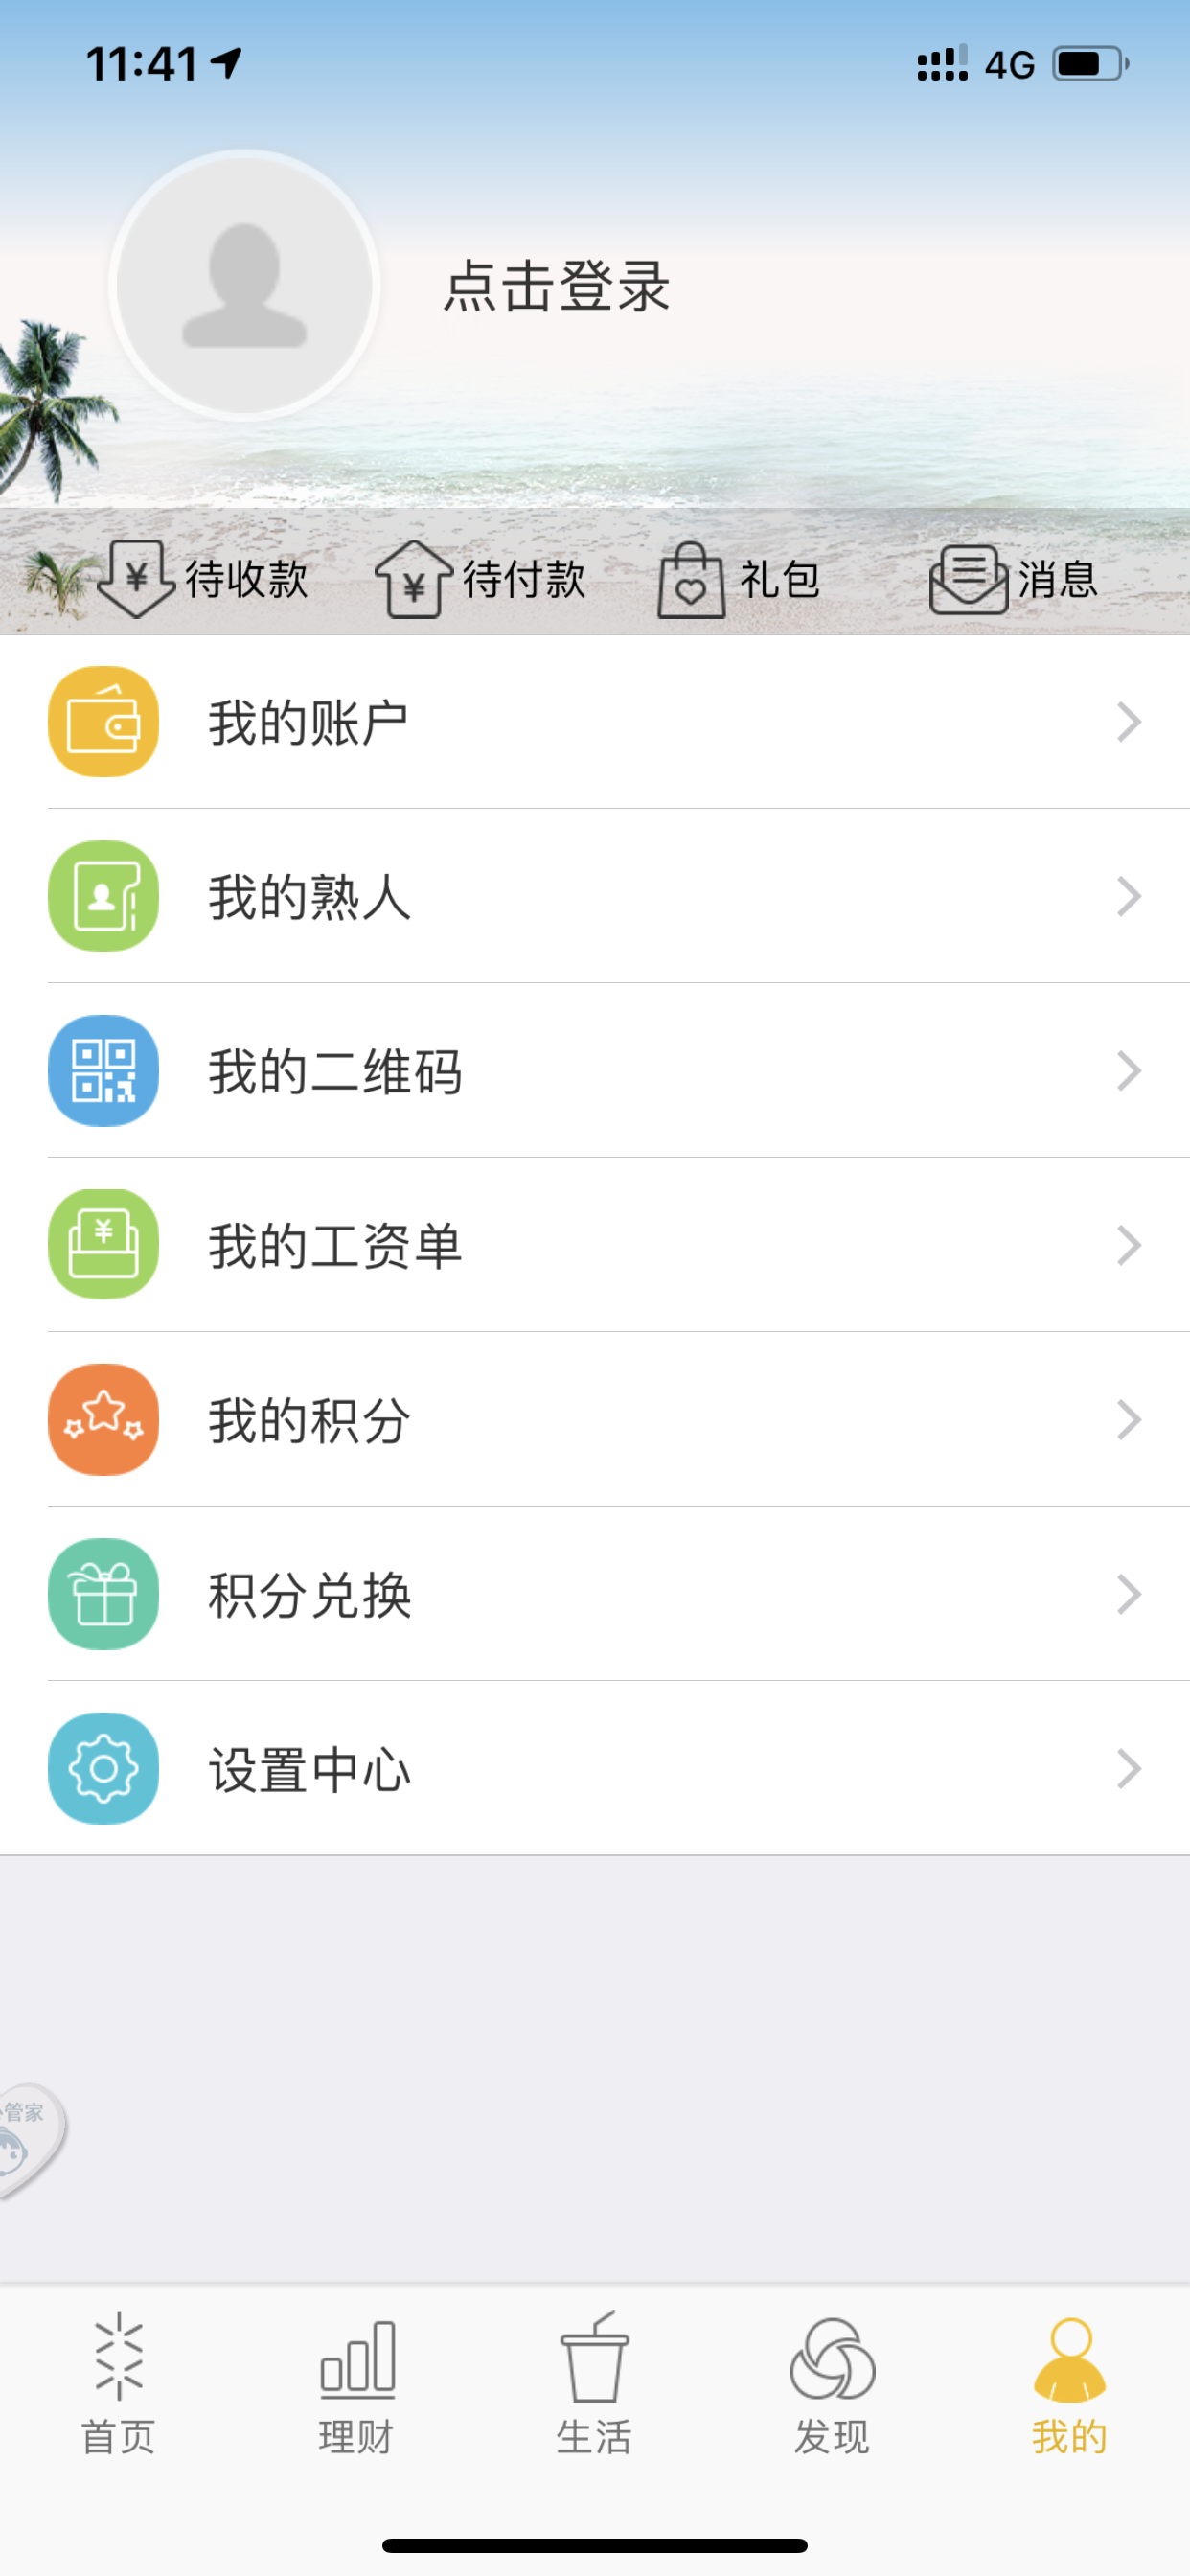 11:41
4G
点击登录
待收款
待付款
礼包
消息
我的账户
我的熟人
我的二维码
我的工资单
我的积分
积分兑换
设置中心
管家
首页
理财
生活
发现
我的